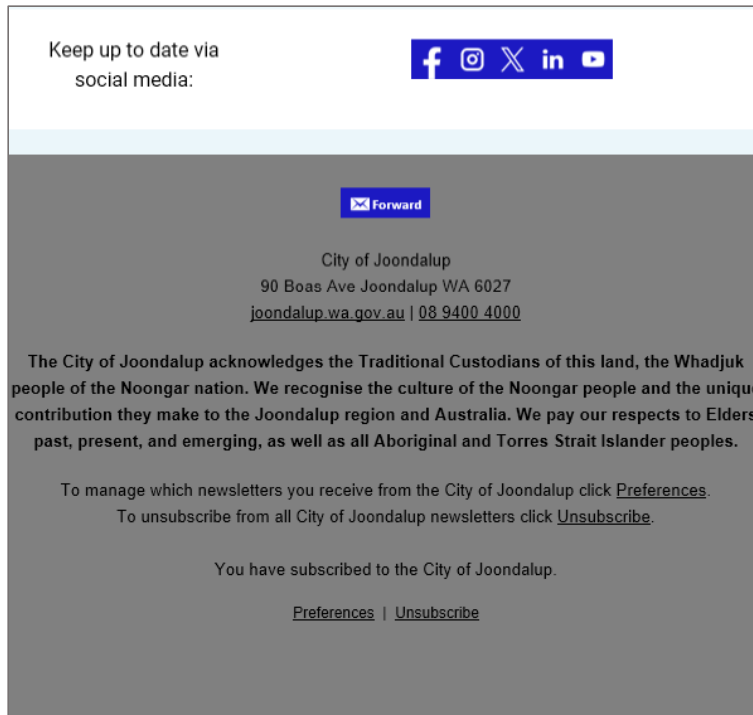 Keep up to date via
social media:
Forward
City of Joondalup
90 Boas Ave Joondalup WA 6027
joondalup.wa.gov.au | 08 9400 4000
The City of Joondalup acknowledges the Traditional Custodians of this land, the Whadjuk
people of the Noongar nation. We recognise the culture of the Noongar people and the unique
contribution they make to the Joondalup region and Australia. We pay our respects to Elders
past, present, and emerging, as well as all Aboriginal and Torres Strait Islander peoples.
To manage which newsletters you receive from the City of Joondalup click Preferences.
To unsubscribe from all City of Joondalup newsletters click Unsubscribe.
You have subscribed to the City of Joondalup.
Preferences | Unsubscribe